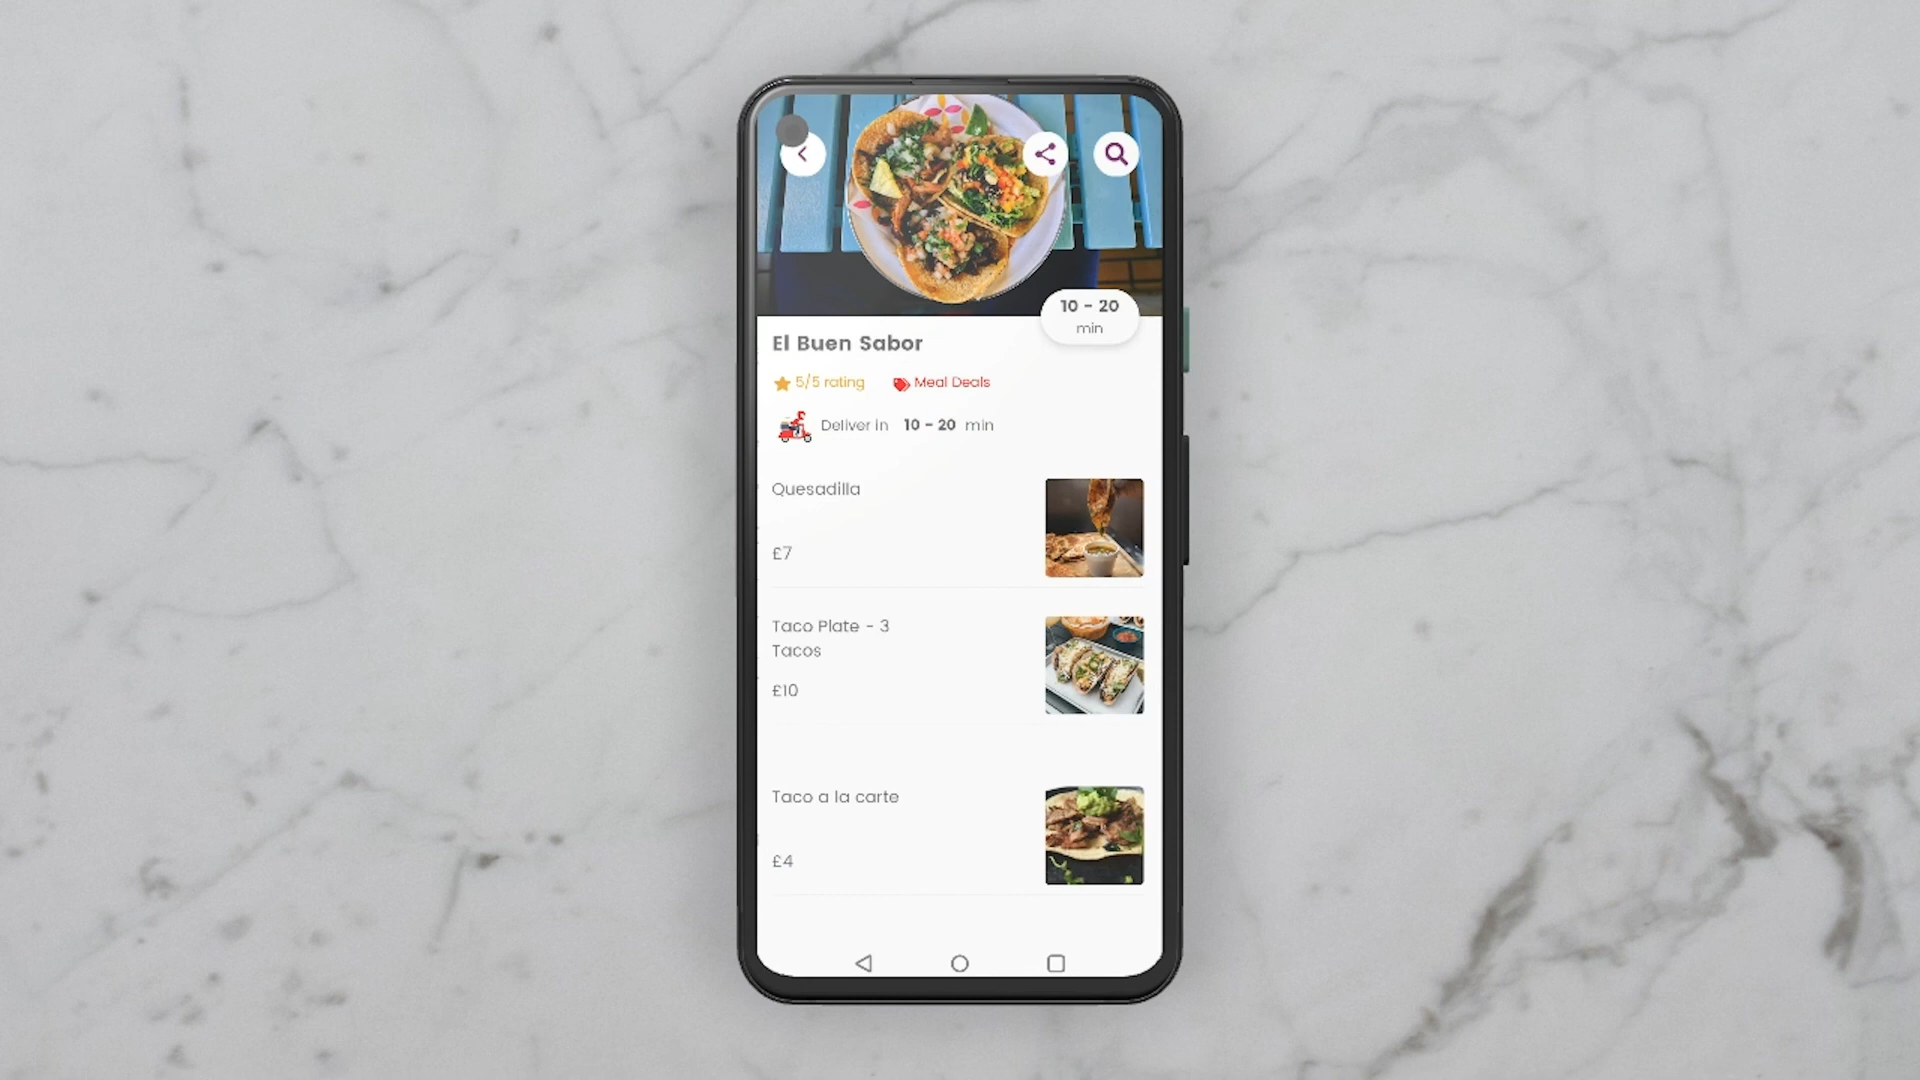 10 - 20
min
El Buen Sabor
5/5 rating
Meal Deals
Deliver in 10 - 20 min
Quesadilla
£7
Taco Plate - 3
Tacos
£10
Taco a la carte
£4